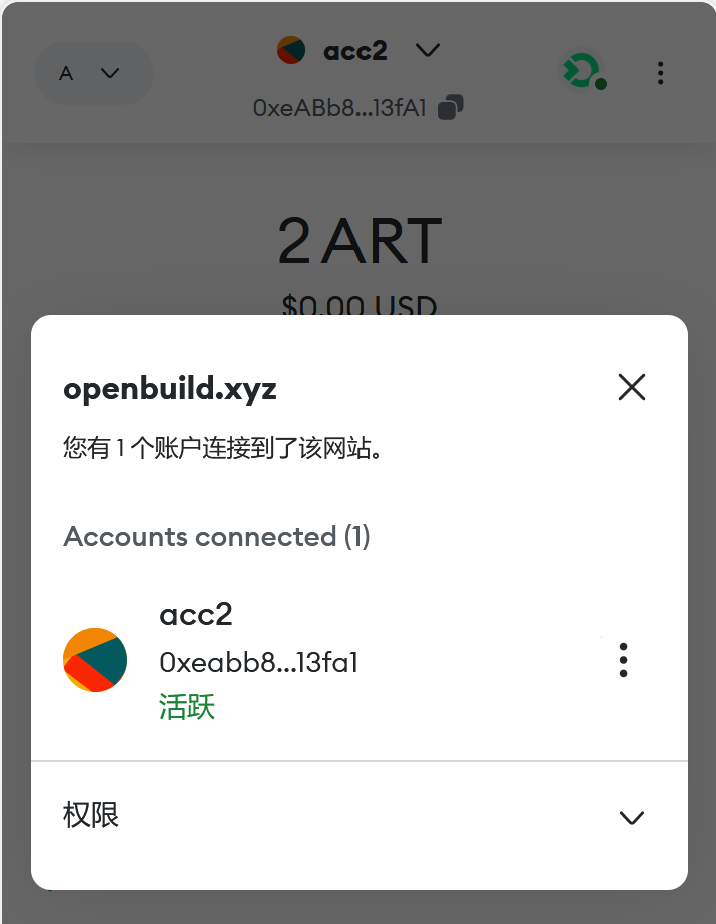 A
acc2
0xeABb8...13fA1
2 ART
$0.00 USD
openbuild.xyz
您有 1 个账户连接到了该网站。
Accounts connected (1)
acc2
0xeabb8...13fa1
活跃
权限